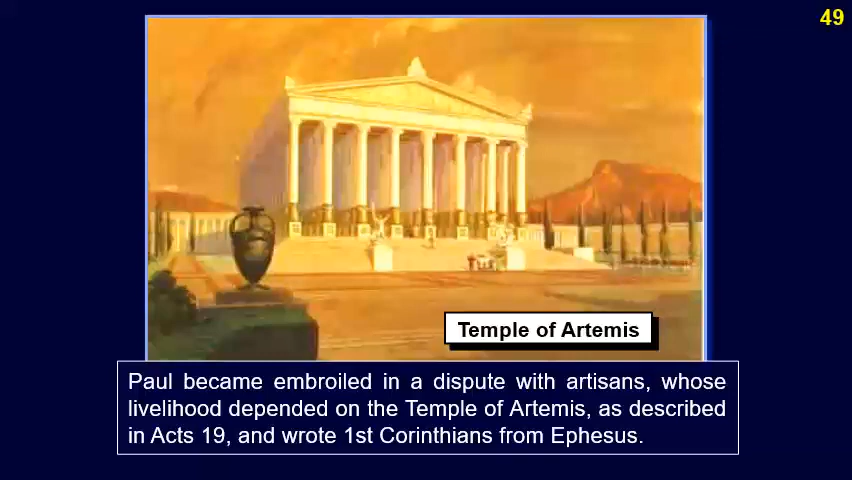 49
Temple of Artemis
Paul became embroiled in a dispute with artisans, whose
livelihood depended on the Temple of Artemis, as described
in Acts 19, and wrote 1st Corinthians from Ephesus.